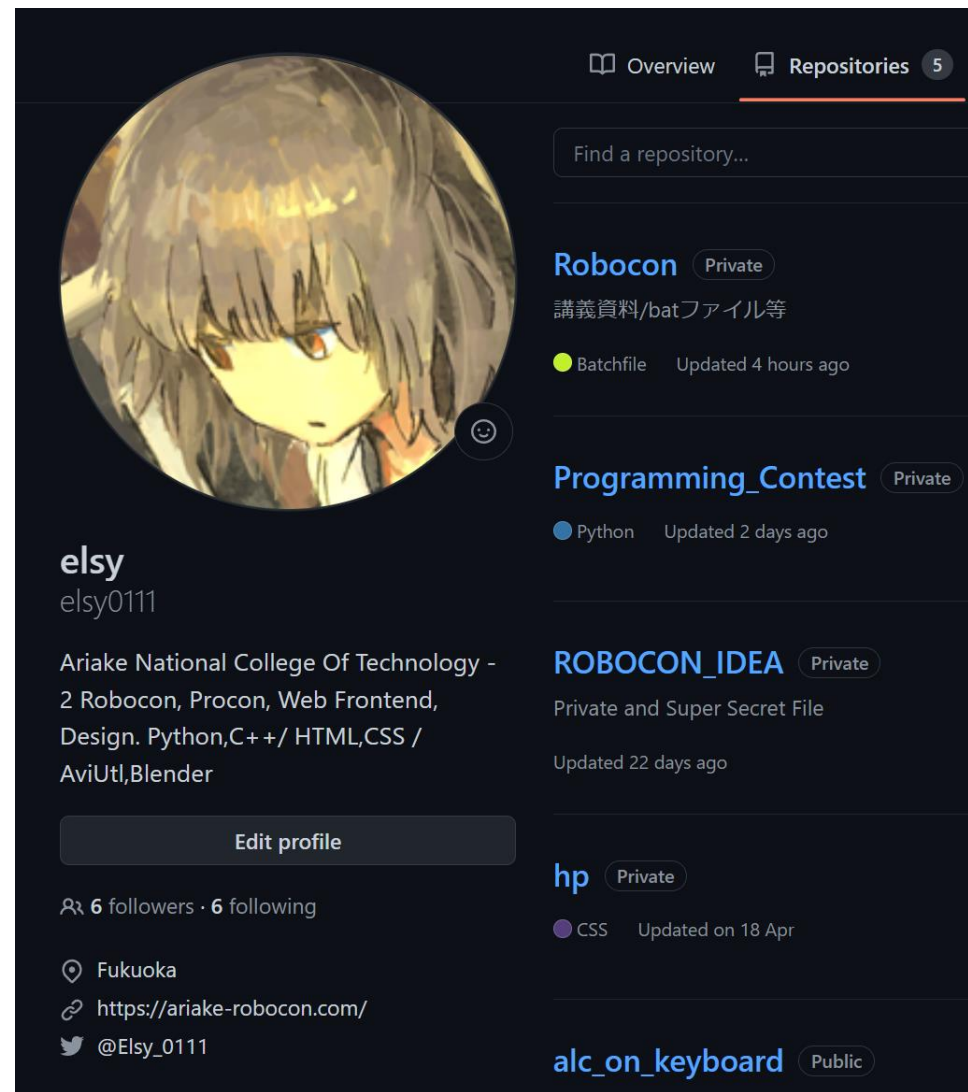 Overview
Repositories 5
Find a repository...
Robocon Private
講義資料/batファイル等
Batchfile Updated 4 hours ago
Programming_Contest Private
Python Updated 2 days ago
ROBOCON_IDEA Private
Private and Super Secret File
Updated 22 days ago
hp Private
CSS Updated on 18 Apr
alc_on_keyboard Public
elsy
elsy0111
Ariake National College Of Technology -
2 Robocon, Procon, Web Frontend,
Design. Python,C++/ HTML,CSS /
AviUtl,Blender
Edit profile
6 followers · 6 following
Fukuoka
https://ariake-robocon.com/
@Elsy_0111